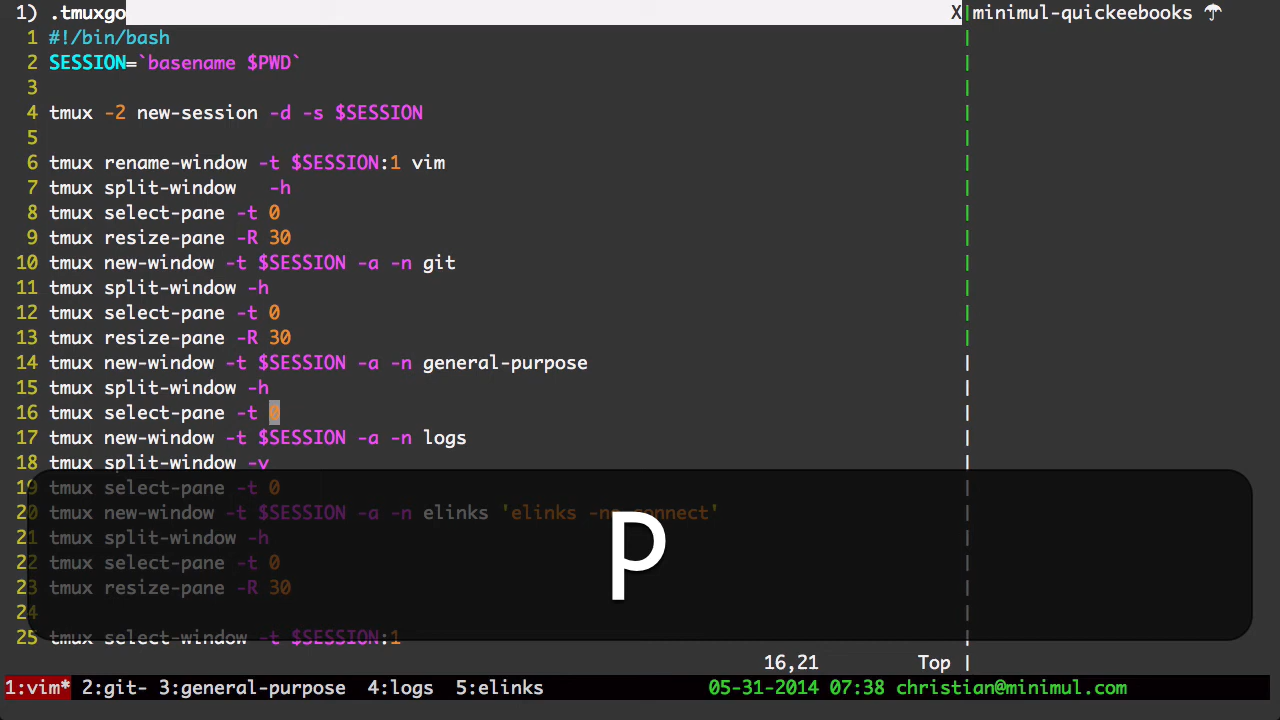 1) .tmuxgo X minimul-quickeebooks ☂
1 #!/bin/bash
2 SESSION=`basename $PWD`
3
4 tmux -2 new-session -d -s $SESSION
5
6 tmux rename-window -t $SESSION:1 vim
7 tmux split-window   -h
8 tmux select-pane -t 0
9 tmux resize-pane -R 30
10 tmux new-window -t $SESSION -a -n git
11 tmux split-window -h
12 tmux select-pane -t 0
13 tmux resize-pane -R 30
14 tmux new-window -t $SESSION -a -n general-purpose
15 tmux split-window -h
16 tmux select-pane -t 0
17 tmux new-window -t $SESSION -a -n logs
18 tmux split-window -v
19 tmux select-pane -t 0
20 tmux new-window -t $SESSION -a -n elinks 'elinks -no-connect'
21 tmux split-window -h
22 tmux select-pane -t 0
23 tmux resize-pane -R 30
24
25 tmux select-window -t $SESSION:1
p
16,21 Top
1:vim* 2:git- 3:general-purpose 4:logs 5:elinks 05-31-2014 07:38 christian@minimul.com